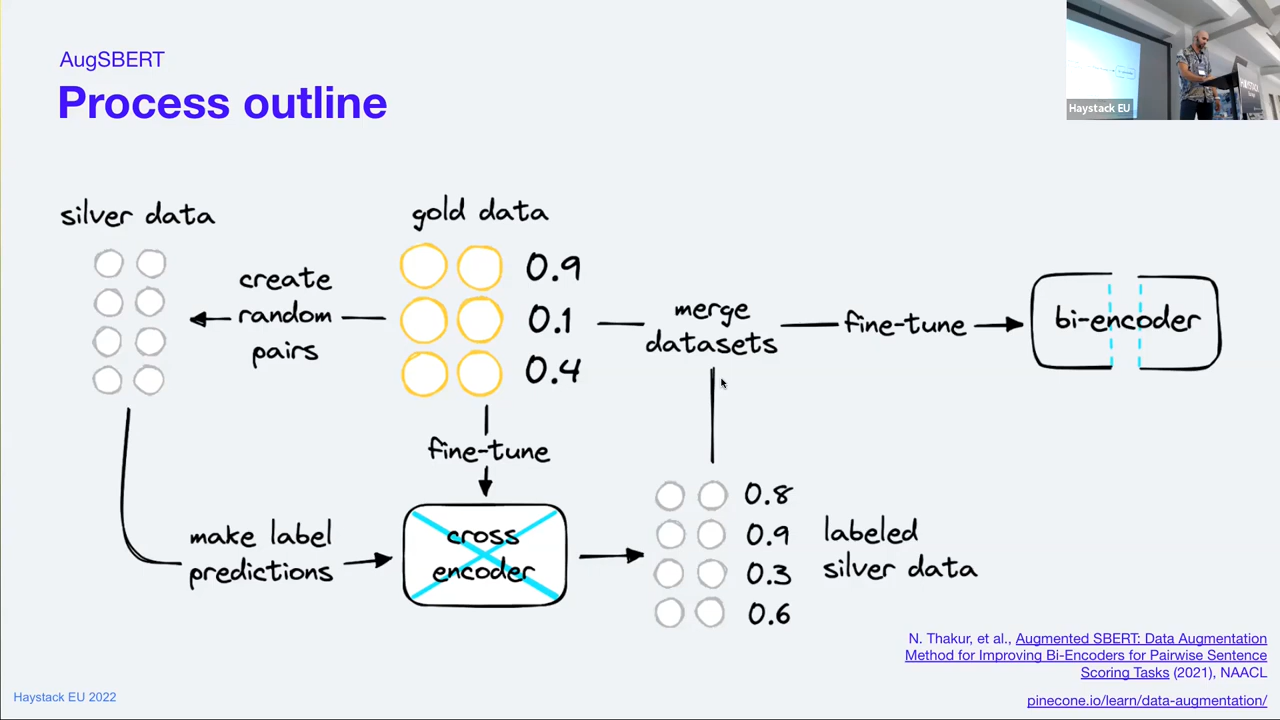 AugSBERT
Process outline
Haystack EU
silver data
gold data
create
random
pairs
0.9
0.1
0.4
merge
datasets
fine-tune
bi-encoder
fine-tune
make label
predictions
cross
encoder
0.8
0.9
0.3
0.6
labeled
silver data
N. Thakur, et al., Augmented SBERT: Data Augmentation
Method for Improving Bi-Encoders for Pairwise Sentence
Scoring Tasks (2021), NAACL
pinecone.io/learn/data-augmentation/
Haystack EU 2022